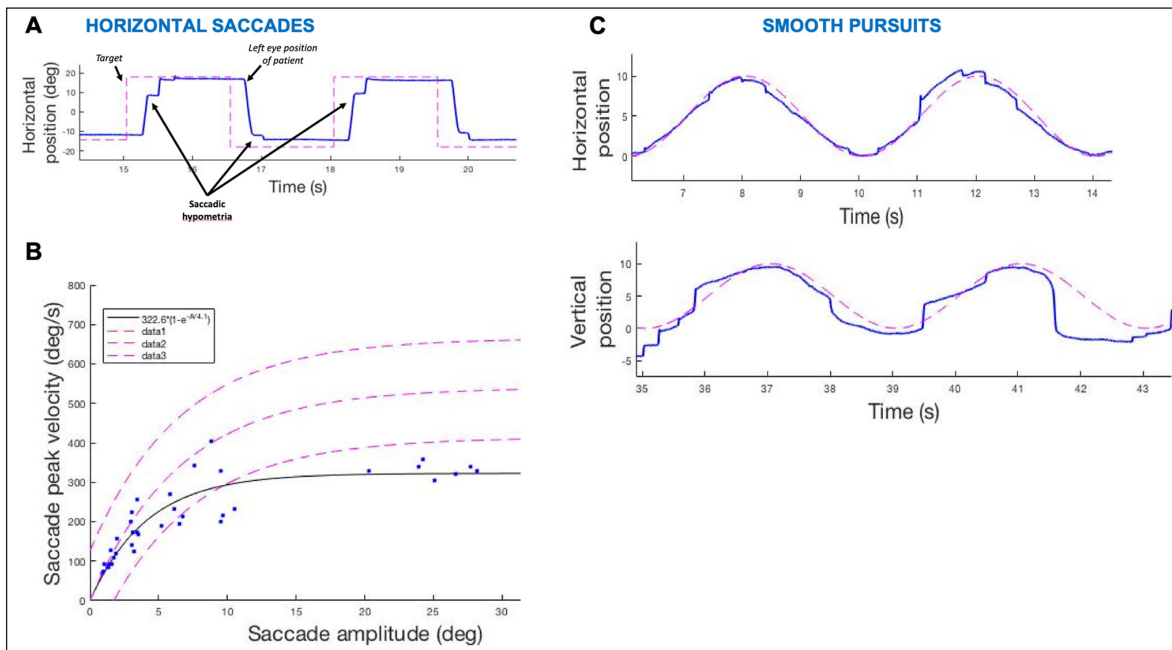 A HORIZONTAL SACCADES
Target
Left eye position
of patient
Horizontal
position (deg)
20
10
0
-10
-20
15
16
17
18
19
20
Time (s)
Saccadic
hypometria
B
Saccade peak velocity (deg/s)
800
700
600
500
400
300
200
100
0
322.6*(1-e^-A/4.1)
data1
data2
data3
0
5
10
15
20
25
30
Saccade amplitude (deg)
C SMOOTH PURSUITS
Horizontal
position
10
5
0
7
8
9
10
11
12
13
14
Time (s)
Vertical
position
10
5
0
-5
35
36
37
38
39
40
41
42
43
Time (s)